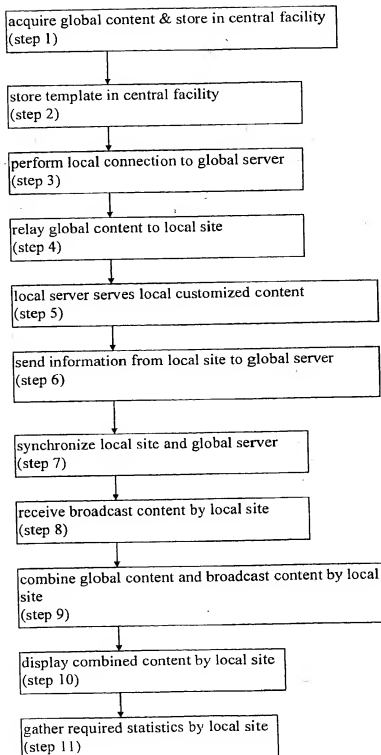 acquire global content & store in central facility
(step 1)
store template in central facility
(step 2)
perform local connection to global server
(step 3)
relay global content to local site
(step 4)
local server serves local customized content
(step 5)
send information from local site to global server
(step 6)
synchronize local site and global server
(step 7)
receive broadcast content by local site
(step 8)
combine global content and broadcast content by local
site
(step 9)
display combined content by local site
(step 10)
gather required statistics by local site
(step 11)